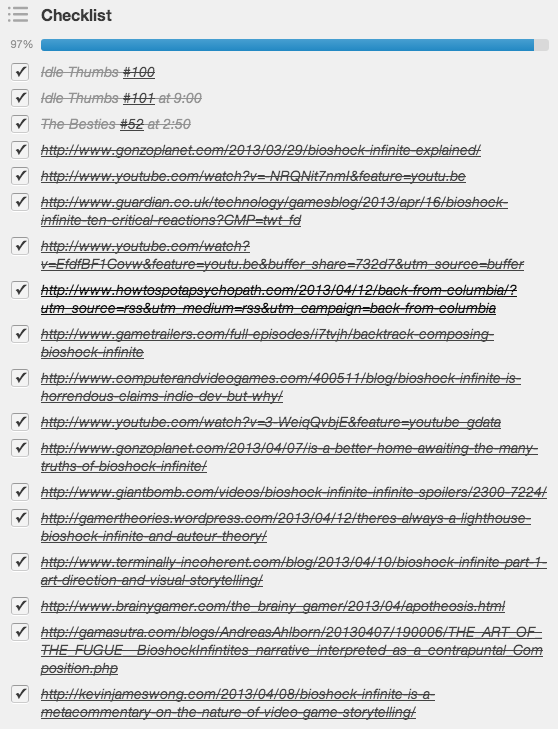 Checklist
97%
Idle Thumbs #100
Idle Thumbs #101 at 9:00
The Besties #52 at 2:50
http://www.gonzoplanet.com/2013/03/29/bioshock-infinite-explained/
http://www.youtube.com/watch?v=-NRQNit7nmI&feature=youtu.be
http://www.guardian.co.uk/technology/gamesblog/2013/apr/16/bioshock-
infinite-ten-critical-reactions?CMP=twt_fd
http://www.youtube.com/watch?
v=EfdfBF1Govw&feature=youtu.be&buffer_share=732d7&utm_source=buffer
http://www.howtospotapsychopath.com/2013/04/12/back-from-columbia/?
utm_source=rss&utm_medium=rss&utm_campaign=back-from-columbia
http://www.gametrailers.com/full-episodes/i7tvjh/backtrack-composing-
bioshock-infinite
http://www.computerandvideogames.com/400511/blog/bioshock-infinite-is-
horrendous-claims-indie-dev-but-why/
http://www.youtube.com/watch?v=3-WeiqQvbjE&feature=youtube_gdata
http://www.gonzoplanet.com/2013/04/07/is-a-better-home-awaiting-the-many-
truths-of-bioshock-infinite/
http://www.giantbomb.com/videos/bioshock-infinite-infinite-spoilers/2300-7224/
http://gamertheories.wordpress.com/2013/04/12/theres-always-a-lighthouse-
bioshock-infinite-and-auteur-theory/
http://www.terminally-incoherent.com/blog/2013/04/10/bioshock-infinite-part-1-
art-direction-and-visual-storytelling/
http://www.brainygamer.com/the_brainy_gamer/2013/04/apotheosis.html
http://gamasutra.com/blogs/AndreasAhlborn/20130407/190006/THE_ART_OF_
THE_FUGUE__BioshockInfintites_narrative_interpreted_as_a_contrapuntal_Com
position.php
http://kevinjameswong.com/2013/04/08/bioshock-infinite-is-a-
metacommentary-on-the-nature-of-video-game-storytelling/